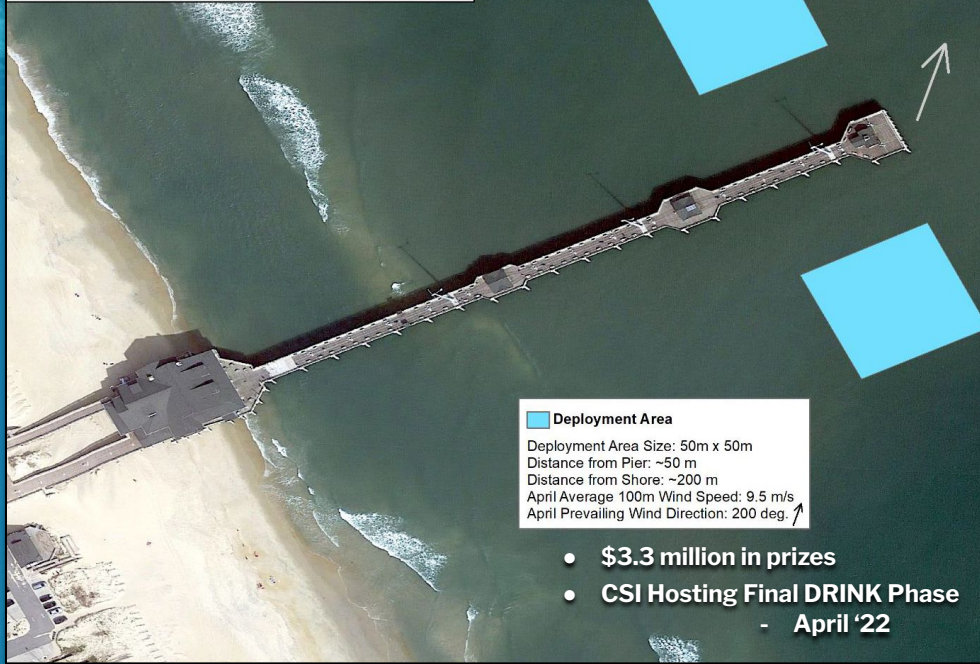 Deployment Area
Deployment Area Size: 50m x 50m
Distance from Pier: ~50 m
Distance from Shore: ~200 m
April Average 100m Wind Speed: 9.5 m/s
April Prevailing Wind Direction: 200 deg.
• $3.3 million in prizes
• CSI Hosting Final DRINK Phase
- April ‘22